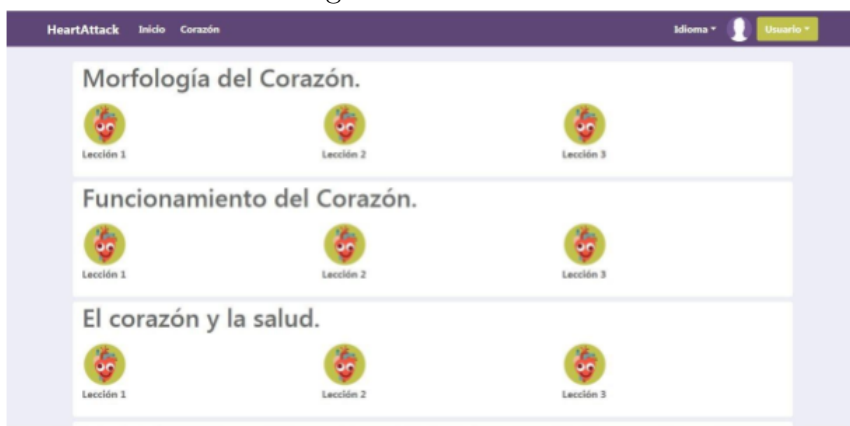 HeartAttack Inicio Corazón Idioma Usuario
Morfología del Corazón.
Lección 1 Lección 2 Lección 3
Funcionamiento del Corazón.
Lección 1 Lección 2 Lección 3
El corazón y la salud.
Lección 1 Lección 2 Lección 3